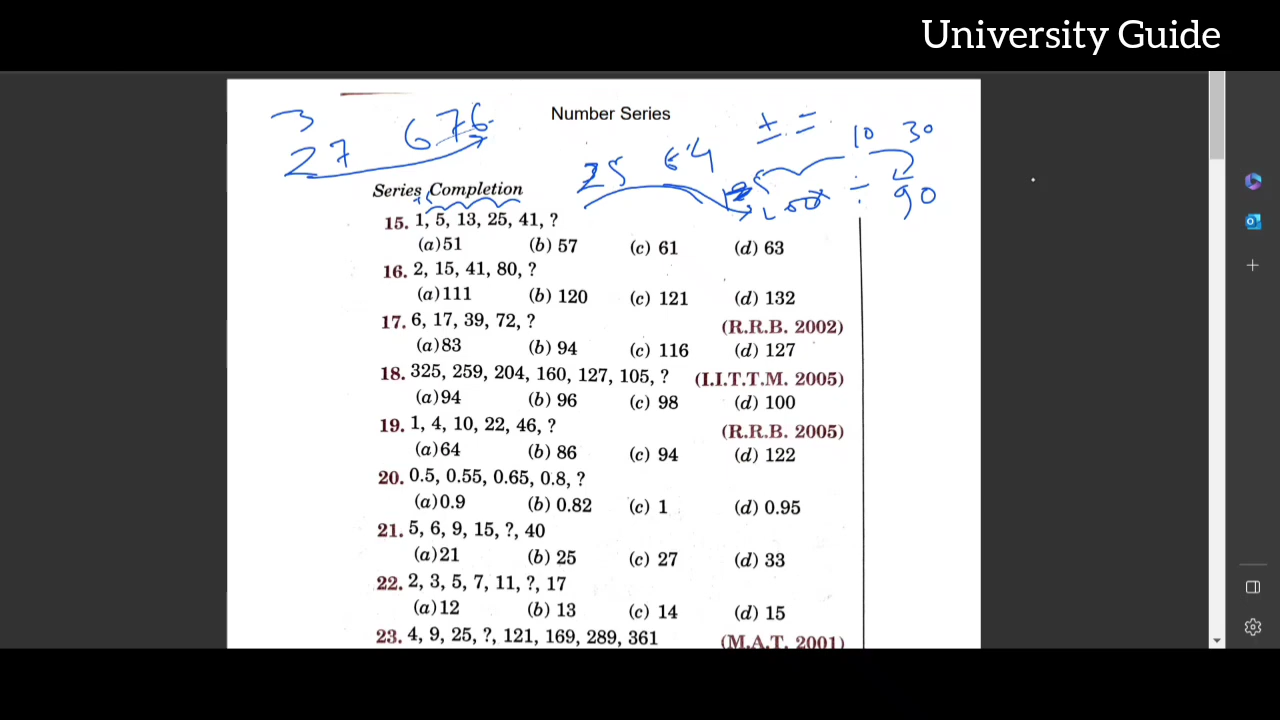 University Guide
Number Series
3
27 676
25 64
± =
10 30
÷ 90
Series Completion
15. 1, 5, 13, 25, 41, ?
(a) 51 (b) 57 (c) 61 (d) 63
16. 2, 15, 41, 80, ?
(a) 111 (b) 120 (c) 121 (d) 132
17. 6, 17, 39, 72, ? (R.R.B. 2002)
(a) 83 (b) 94 (c) 116 (d) 127
18. 325, 259, 204, 160, 127, 105, ? (I.I.T.T.M. 2005)
(a) 94 (b) 96 (c) 98 (d) 100
19. 1, 4, 10, 22, 46, ? (R.R.B. 2005)
(a) 64 (b) 86 (c) 94 (d) 122
20. 0.5, 0.55, 0.65, 0.8, ?
(a) 0.9 (b) 0.82 (c) 1 (d) 0.95
21. 5, 6, 9, 15, ?, 40
(a) 21 (b) 25 (c) 27 (d) 33
22. 2, 3, 5, 7, 11, ?, 17
(a) 12 (b) 13 (c) 14 (d) 15
23. 4, 9, 25, ?, 121, 169, 289, 361 (M.A.T. 2001)